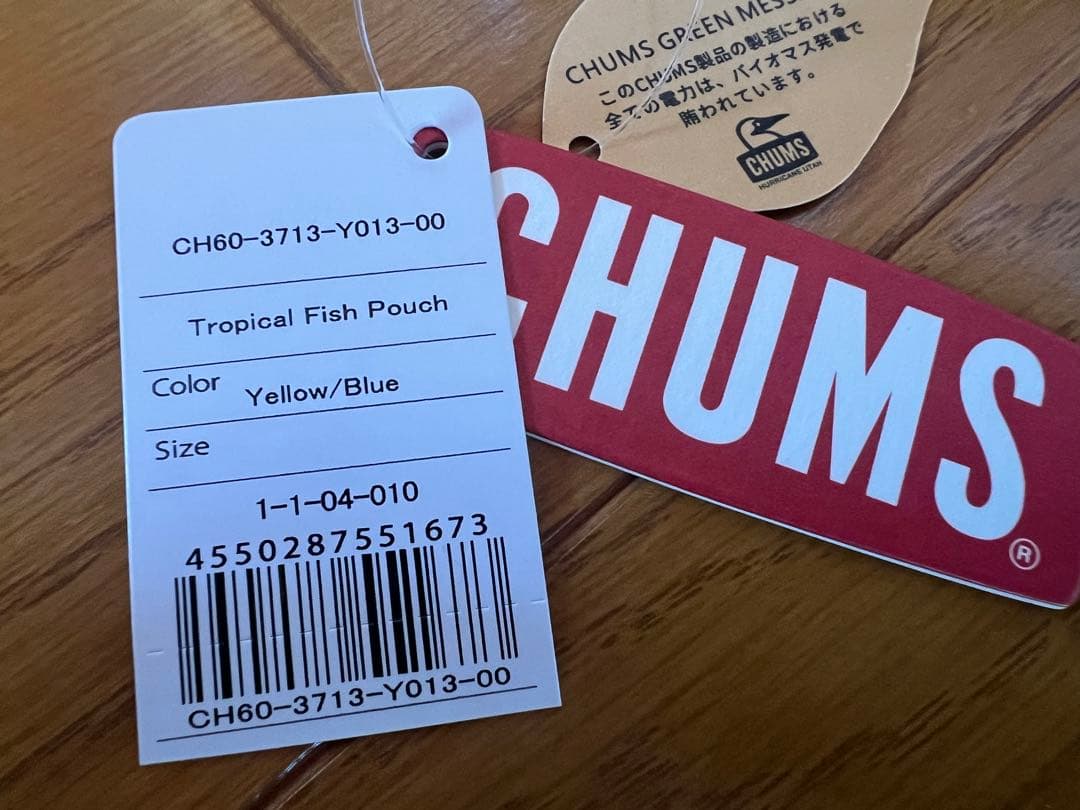 CH60-3713-Y013-00
Tropical Fish Pouch
Color Yellow/Blue
Size
1-1-04-010
4550287551673
CH60-3713-Y013-00
CHUMS GREEN
このCHUMS製品の製造における
全ての電力は、バイオマス発電で
賄われています。
CHUMS
HURRICANE UTAH
CHUMS
®